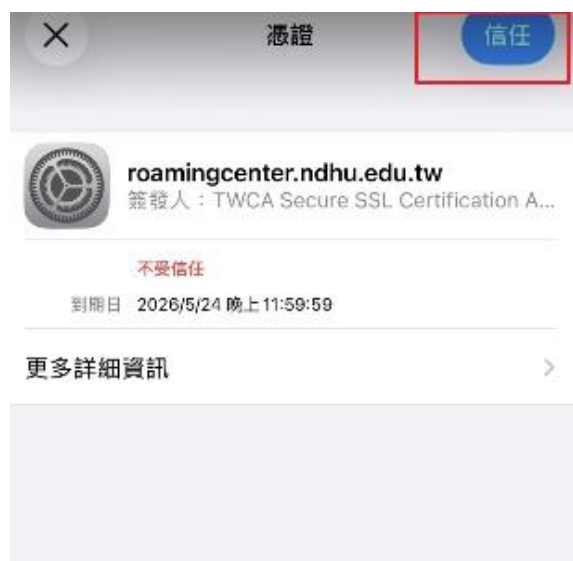 憑證
信任
roamingcenter.ndhu.edu.tw
簽發人：TWCA Secure SSL Certification A...
不受信任
到期日 2026/5/24 晚上11:59:59
更多詳細資訊